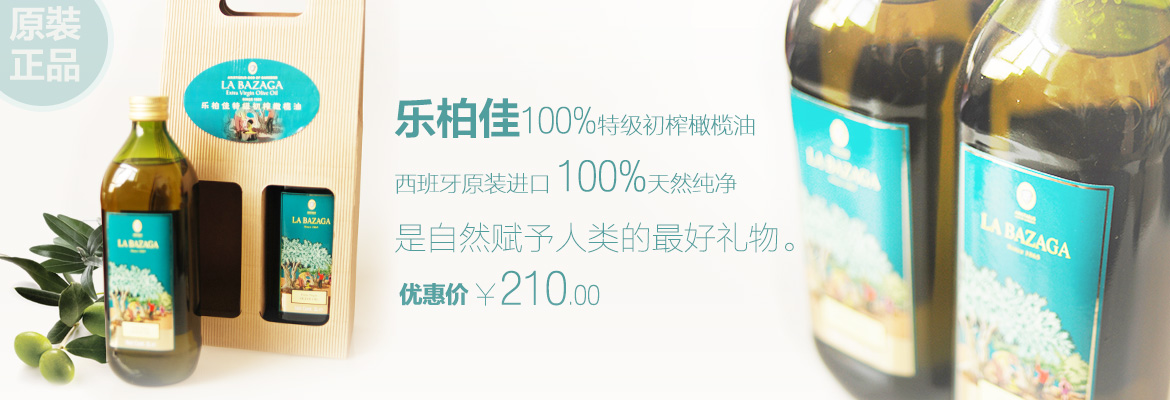 原裝
正品
LA BAZAGA
Extra Virgin Olive Oil
乐柏佳特级初榨橄榄油
LA BAZAGA
LA BAZAGA
乐柏佳100%特级初榨橄榄油
西班牙原装进口 100%天然纯净
是自然赋予人类的最好礼物。
优惠价￥210.00
LA BAZAGA
LA BAZAGA